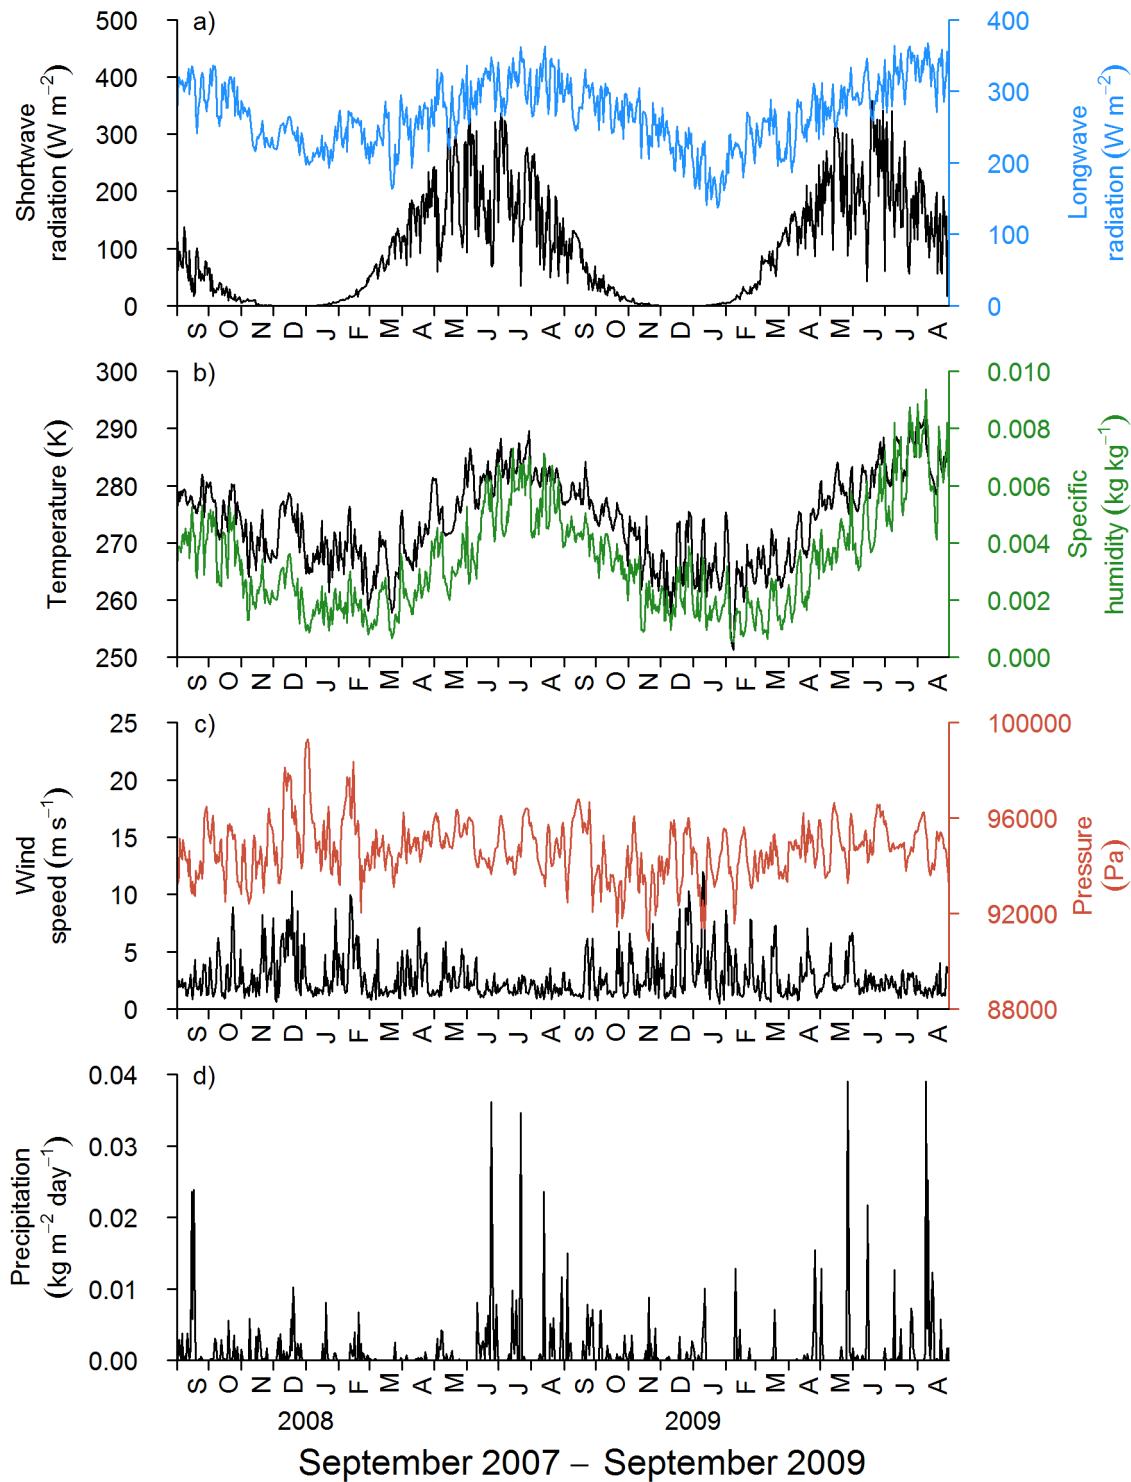 a)
500
400
300
200
100
0
Shortwave
radiation (W m−2)
400
300
200
100
0
Longwave
radiation (W m−2)
S O N D J F M A M J J A S O N D J F M A M J J A
b)
300
290
280
270
260
250
Temperature (K)
0.010
0.008
0.006
0.004
0.002
0.000
Specific
humidity (kg kg−1)
S O N D J F M A M J J A S O N D J F M A M J J A
c)
25
20
15
10
5
0
Wind
speed (m s−1)
100000
96000
92000
88000
Pressure
(Pa)
S O N D J F M A M J J A S O N D J F M A M J J A
d)
0.04
0.03
0.02
0.01
0.00
Precipitation
(kg m−2 day−1)
S O N D J F M A M J J A S O N D J F M A M J J A
2008 2009
September 2007 − September 2009